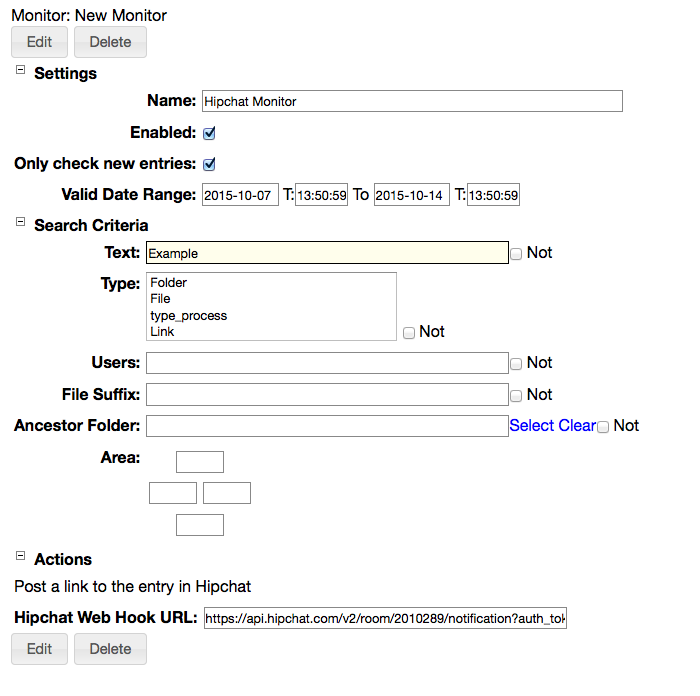 Monitor: New Monitor
Edit Delete
Settings
Name: Hipchat Monitor
Enabled:
Only check new entries:
Valid Date Range: 2015-10-07 T: 13:50:59 To 2015-10-14 T: 13:50:59
Search Criteria
Text: Example Not
Type: Folder
File
type_process
Link Not
Users: Not
File Suffix: Not
Ancestor Folder: Select Clear Not
Area:
Actions
Post a link to the entry in Hipchat
Hipchat Web Hook URL: https://api.hipchat.com/v2/room/2010289/notification?auth_tok
Edit Delete